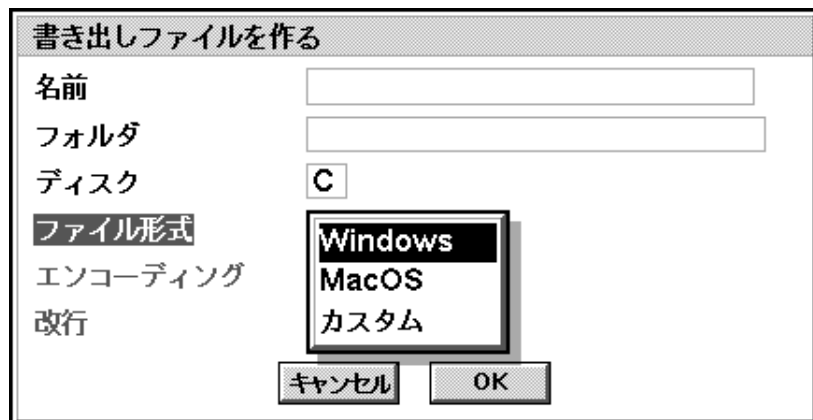 書き出しファイルを作る
名前
フォルダ
ディスク C
ファイル形式 Windows
エンコーディング MacOS
改行 カスタム
キャンセル OK